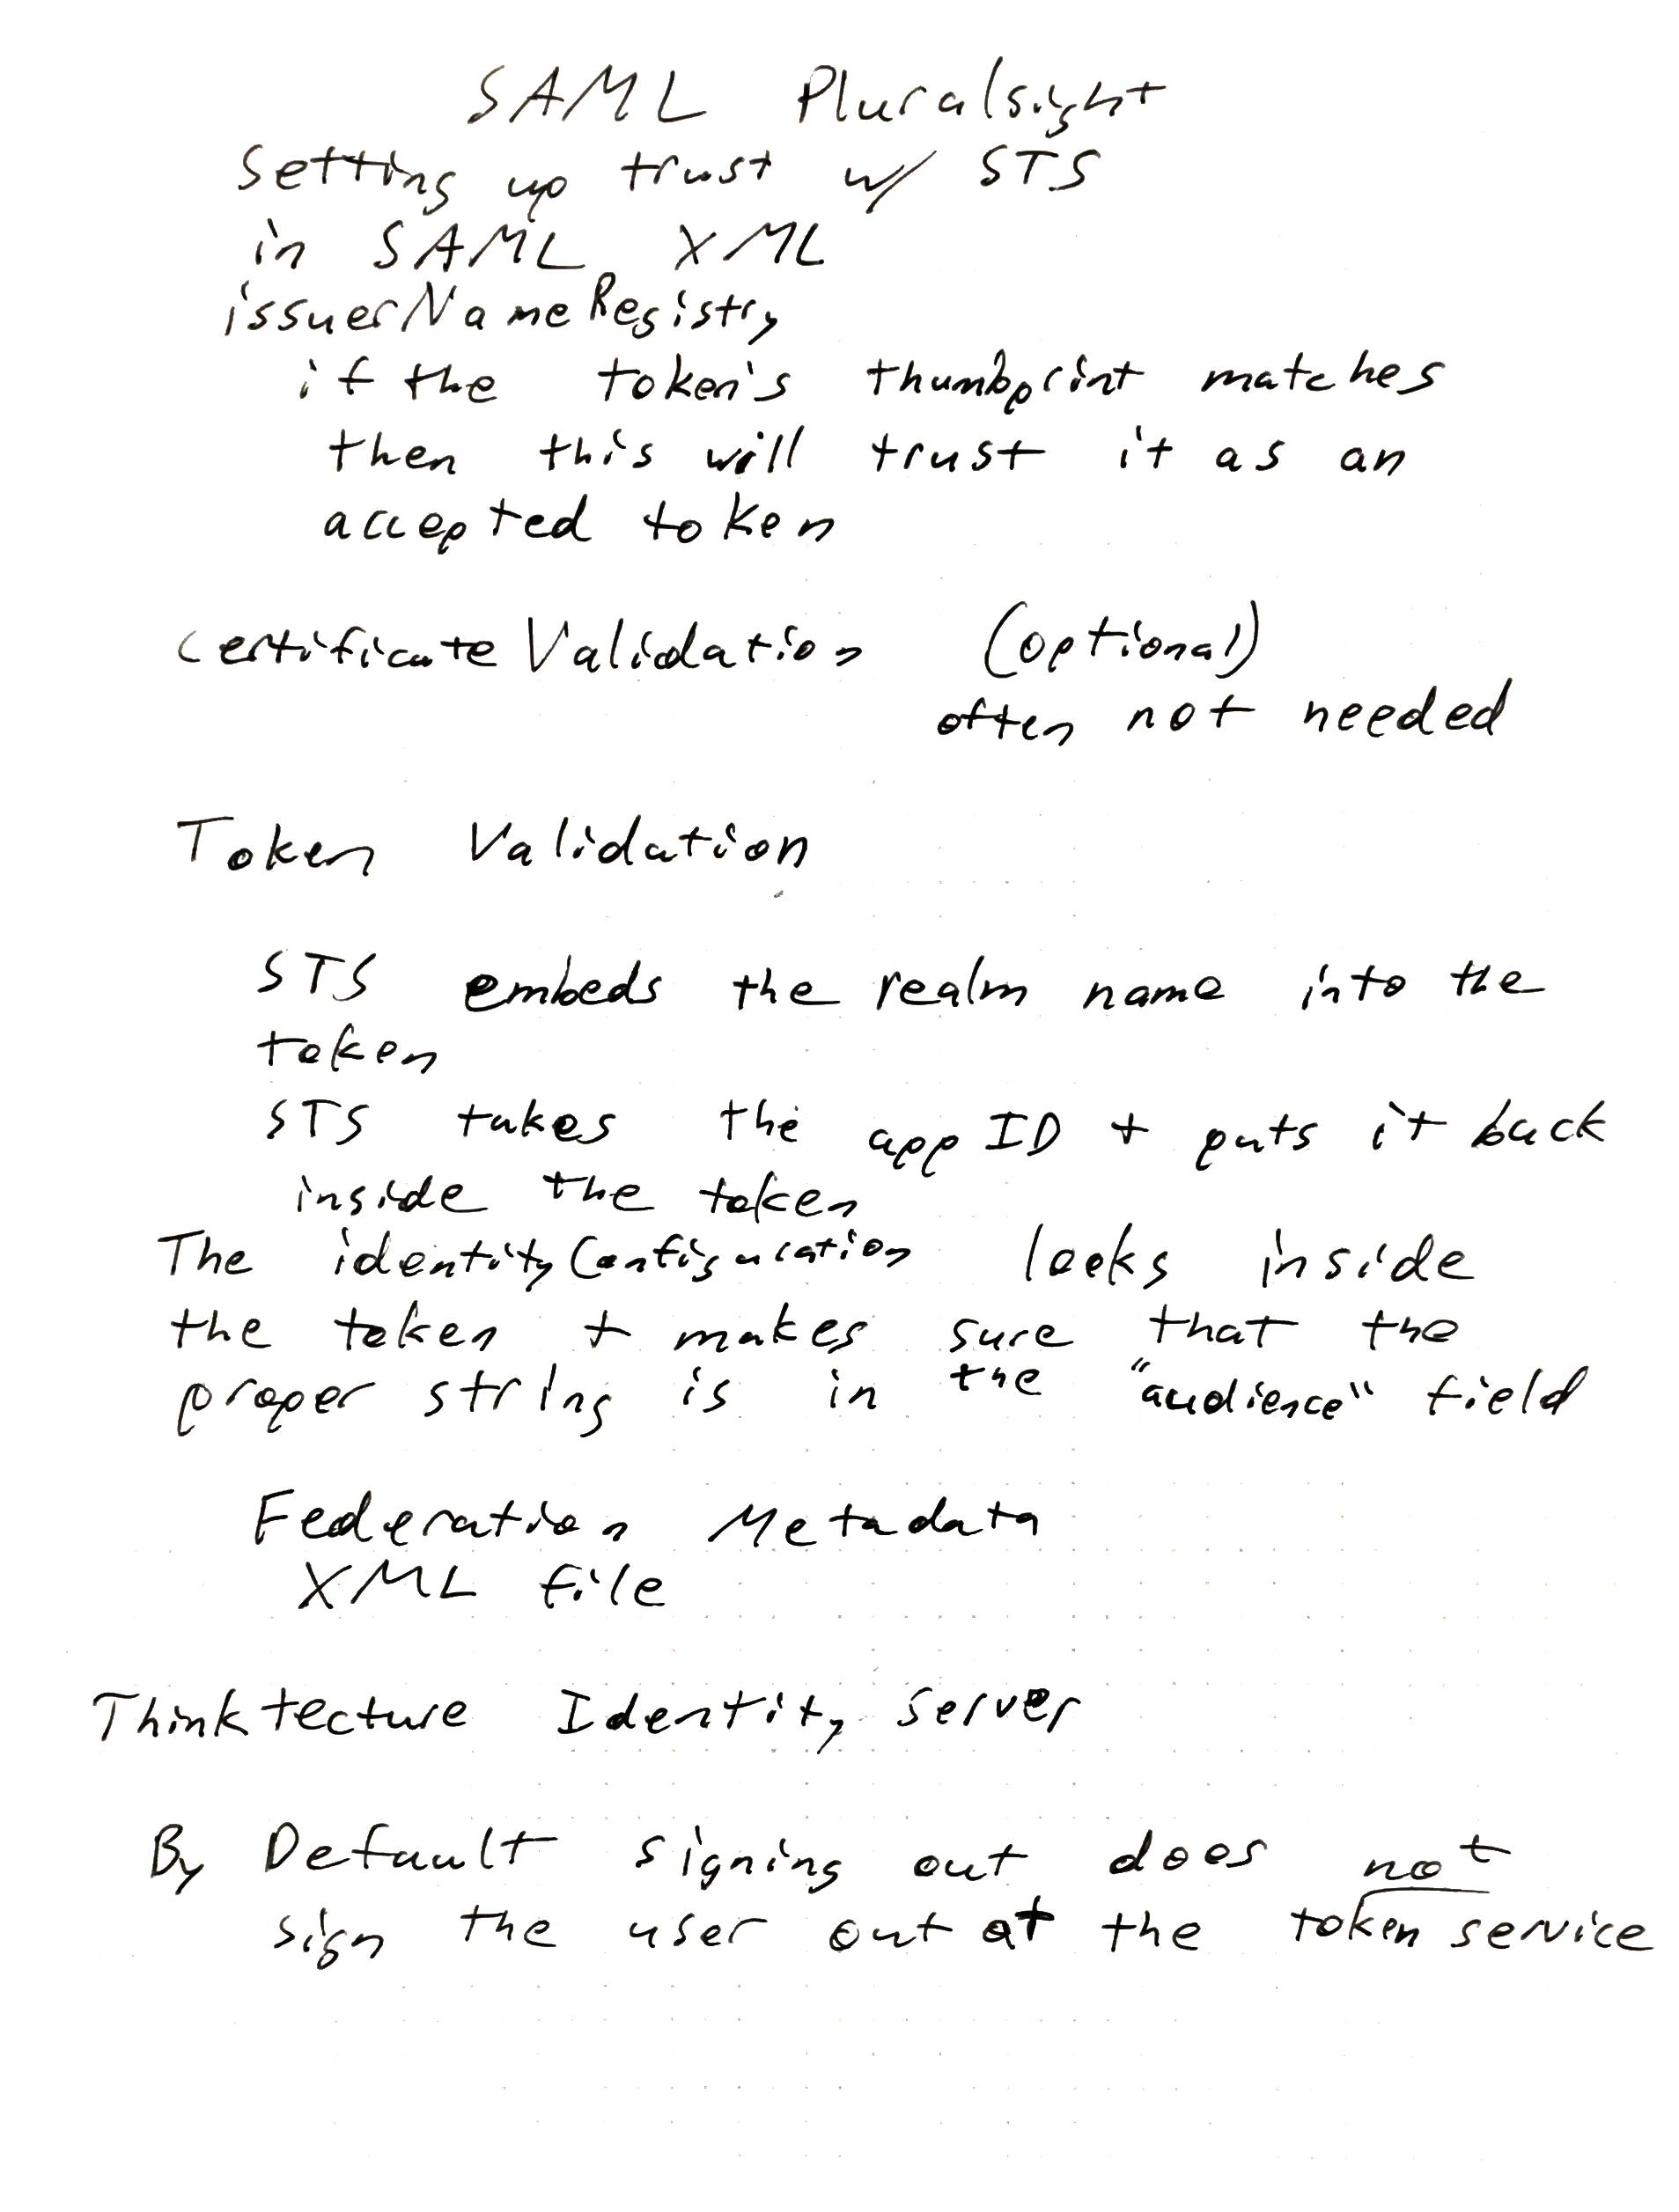 SAML Pluralsight
Setting up trust w/ STS
in SAML XML
issuerNameRegistry
if the token's thumbprint matches
then this will trust it as an
accepted token
certificateValidation (optional)
often not needed
Token Validation
STS embeds the realm name into the
token
STS takes the app ID + puts it back
inside the token
The identityConfiguration looks inside
the token + makes sure that the
proper string is in the "audience" field
Federation Metadata
XML file
Thinktecture Identity server
By Default signing out does not
sign the user out at the token service